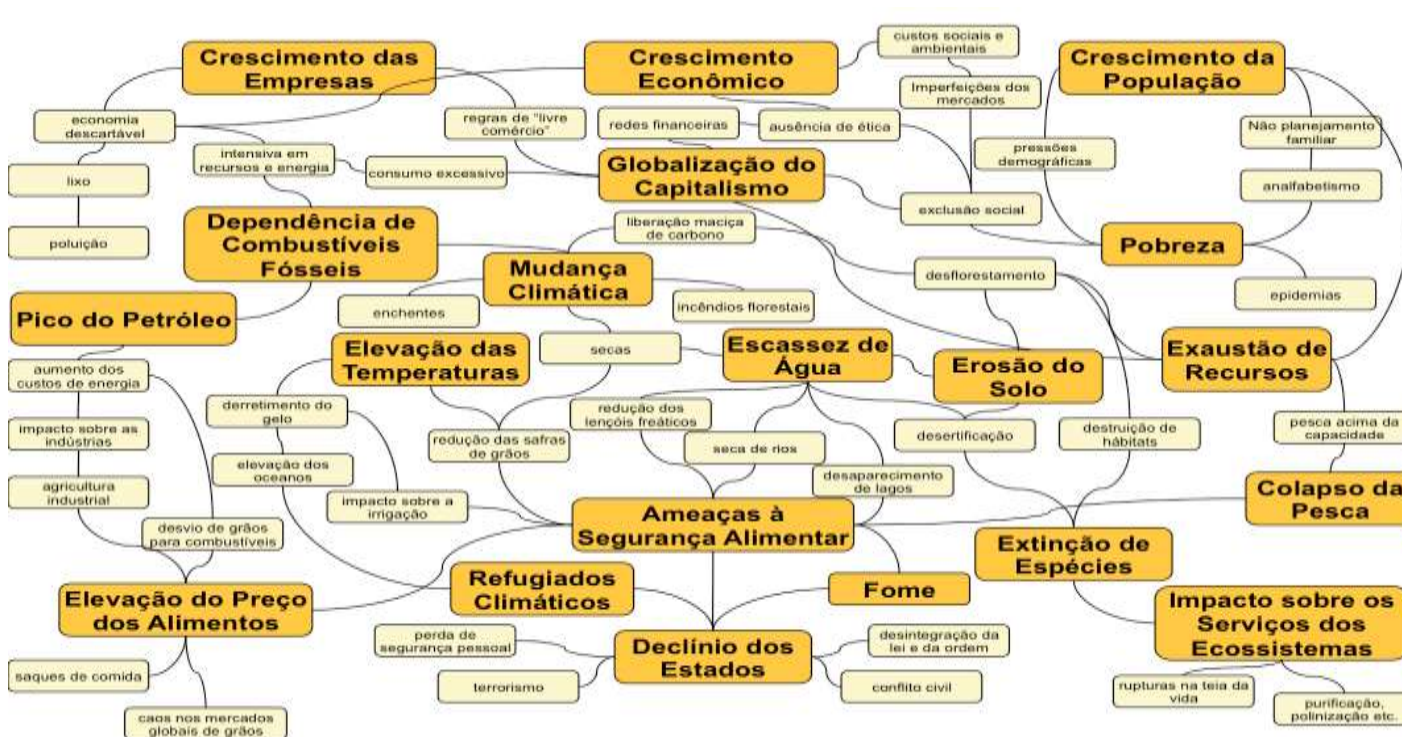 Crescimento das
Empresas
Crescimento
Econômico
custos sociais e
ambientais
Crescimento da
População
economia
descartável
regras de "livre
comércio"
redes financeiras
ausência de ética
Imperfeições dos
mercados
Não planejamento
familiar
intensiva em
recursos e energia
consumo excessivo
Globalização do
Capitalismo
pressões
demográficas
lixo
analfabetismo
exclusão social
poluição
Dependência de
Combustíveis
Fósseis
liberação maciça
de carbono
Pobreza
Mudança
Climática
desflorestamento
epidemias
Pico do Petróleo
enchentes
incêndios florestais
Elevação das
Temperaturas
secas
Escassez de
Água
Erosão do
Solo
Exaustão de
Recursos
aumento dos
custos de energia
derretimento do
gelo
redução dos
lençóis freáticos
impacto sobre as
indústrias
redução das safras
de grãos
seca de rios
desertificação
destruição de
hábitats
pesca acima da
capacidade
elevação dos
oceanos
agricultura
industrial
impacto sobre a
irrigação
desaparecimento
de lagos
Colapso da
Pesca
desvio de grãos
para combustíveis
Ameaças à
Segurança Alimentar
Extinção de
Espécies
Elevação do Preço
dos Alimentos
Refugiados
Climáticos
Fome
Impacto sobre os
Serviços dos
Ecossistemas
perda de
segurança pessoal
Declínio dos
Estados
desintegração da
lei e da ordem
saques de comida
terrorismo
conflito civil
rupturas na teia da
vida
caos nos mercados
globais de grãos
purificação,
polinização etc.